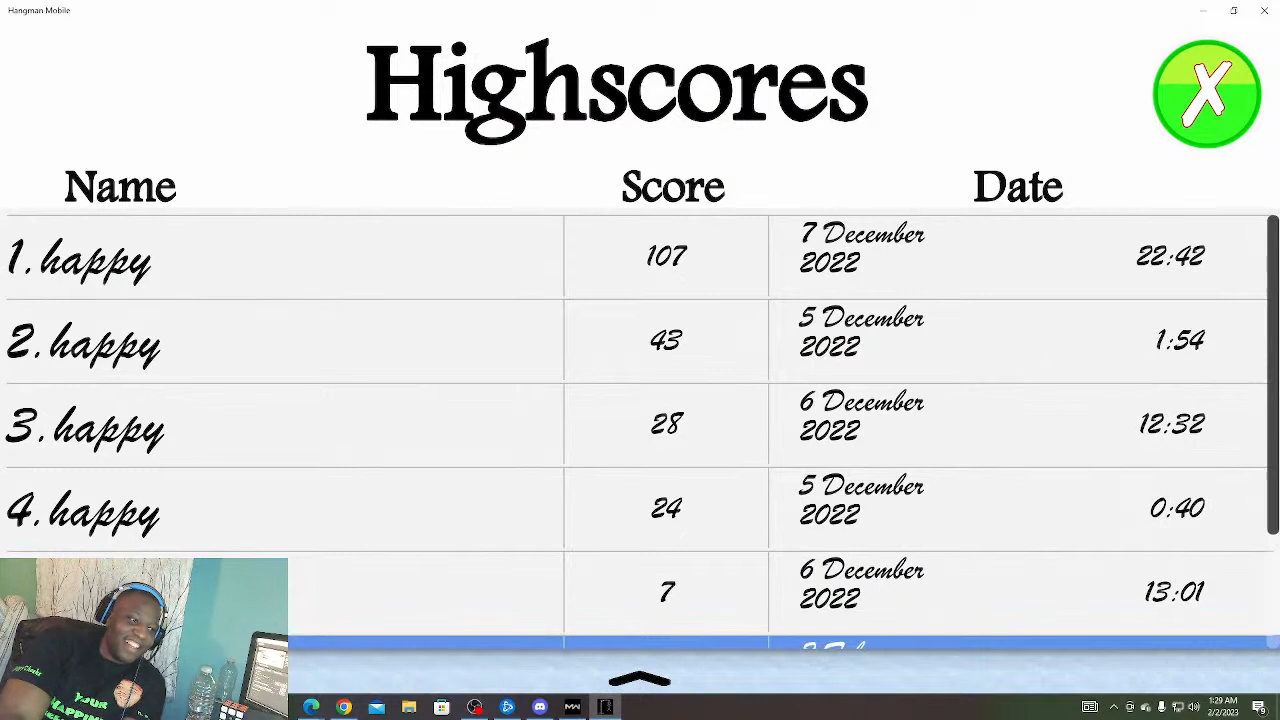 Hangman Mobile
Highscores
X
Name Score Date
1. happy 107 7 December 2022 22:42
2. happy 43 5 December 2022 1:54
3. happy 28 6 December 2022 12:32
4. happy 24 5 December 2022 0:40
7 6 December 2022 13:01
YOUR
1:29 AM
2/2/2023